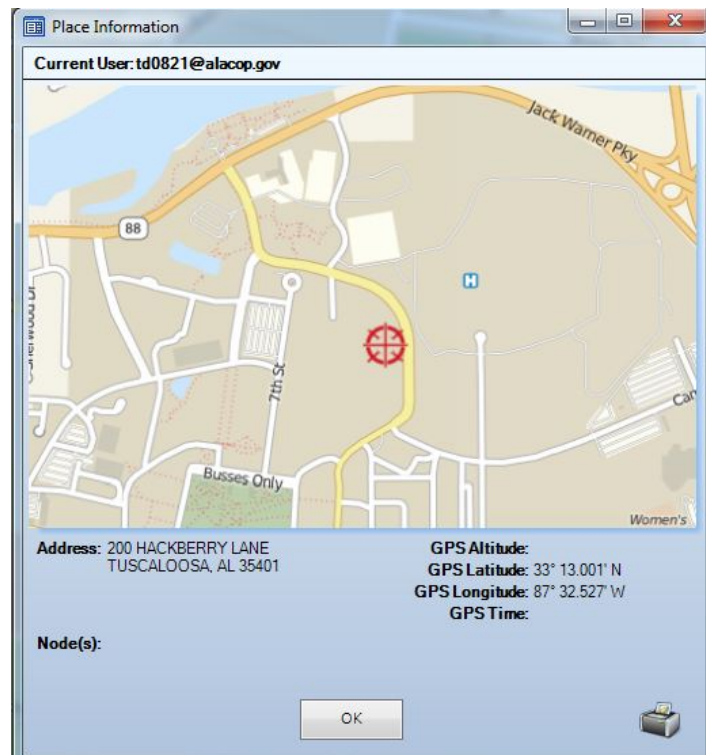 Place Information
Current User:td0821@alacop.gov
Jack Warner Pky
88
H
7th St
Busses Only
Women's
Address: 200 HACKBERRY LANE
TUSCALOOSA, AL 35401
GPS Altitude:
GPS Latitude: 33° 13.001' N
GPS Longitude: 87° 32.527' W
GPS Time:
Node(s):
OK